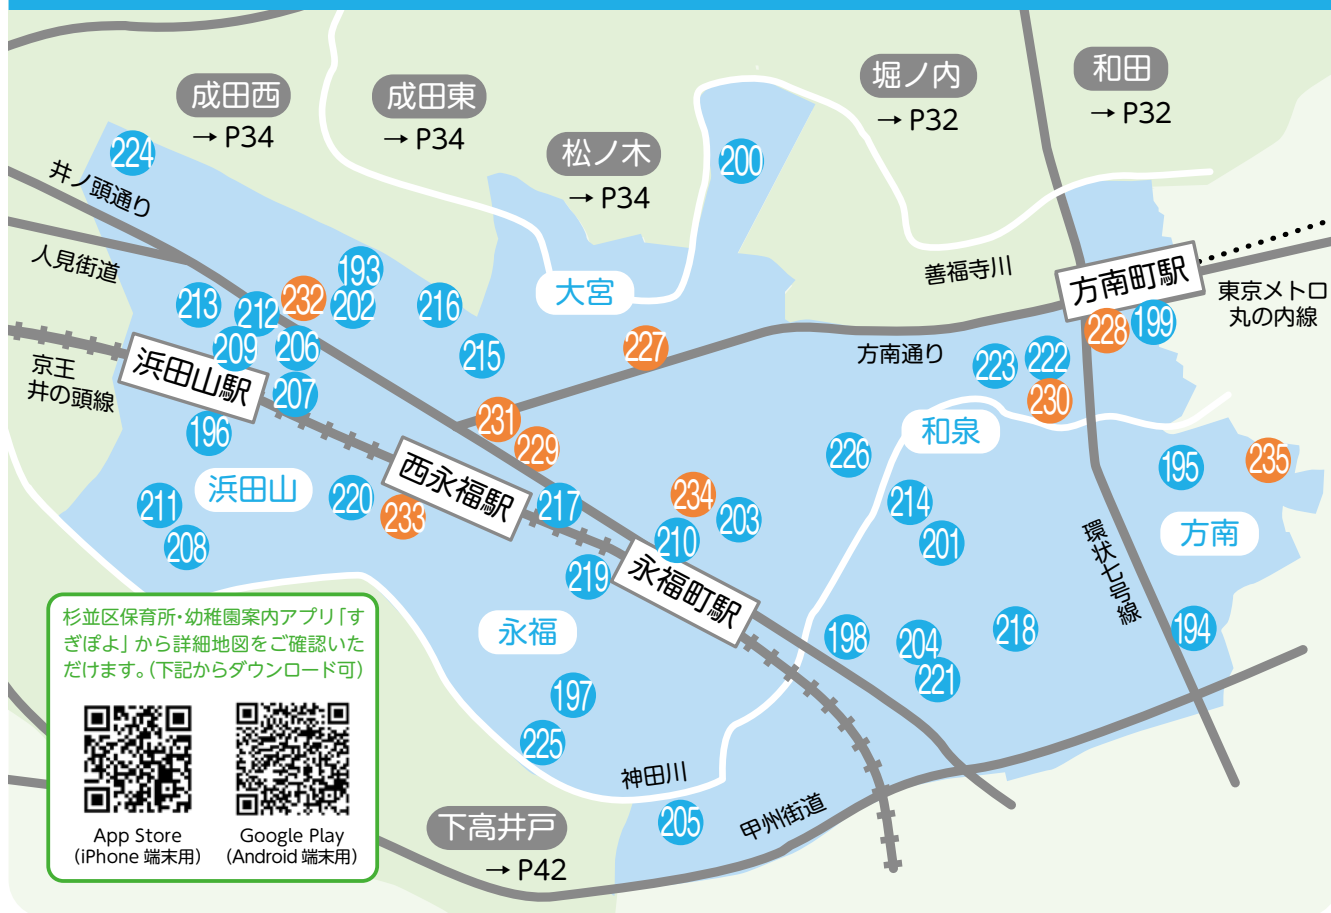 成田西
→ P34
成田東
→ P34
松ノ木
→ P34
堀ノ内
→ P32
和田
→ P32
224
200
井ノ頭通り
人見街道
善福寺川
193
202
232
216
213
212
209
206
207
大宮
方南町駅
東京メトロ
丸の内線
228
199
京王
井の頭線
浜田山駅
215
227
方南通り
223
222
230
196
231
229
和泉
226
195
235
浜田山
211
208
220
233
西永福駅
217
234
203
210
214
201
方南
環状七号線
219
永福町駅
永福
198
204
218
221
194
197
225
神田川
205
甲州街道
下高井戸
→ P42
杉並区保育所・幼稚園案内アプリ「す
ぎぽよ」から詳細地図をご確認いた
だけます。(下記からダウンロード可)
App Store
(iPhone 端末用)
Google Play
(Android 端末用)